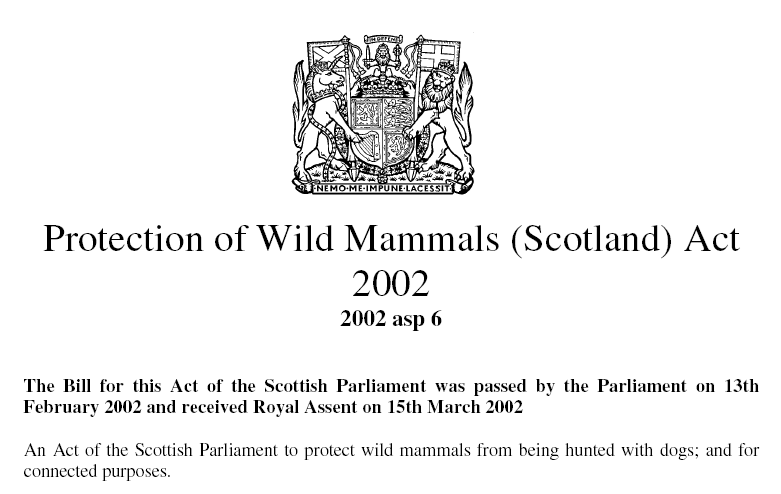 IN DEFENS
NEMO·ME·IMPUNE·LACESSIT
Protection of Wild Mammals (Scotland) Act
2002
2002 asp 6
The Bill for this Act of the Scottish Parliament was passed by the Parliament on 13th
February 2002 and received Royal Assent on 15th March 2002
An Act of the Scottish Parliament to protect wild mammals from being hunted with dogs; and for
connected purposes.